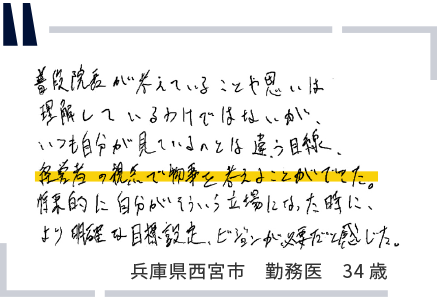 普段院長が考えていることや思いは
理解しているわけではないが、
いつも自分が見ているのとは違う目線、
経営者の視点で物事を考えることができた。
将来的に自分がそういう立場になった時に、
より明確な目標設定、ビジョンが必要だと感じた。
兵庫県西宮市　勤務医　34歳